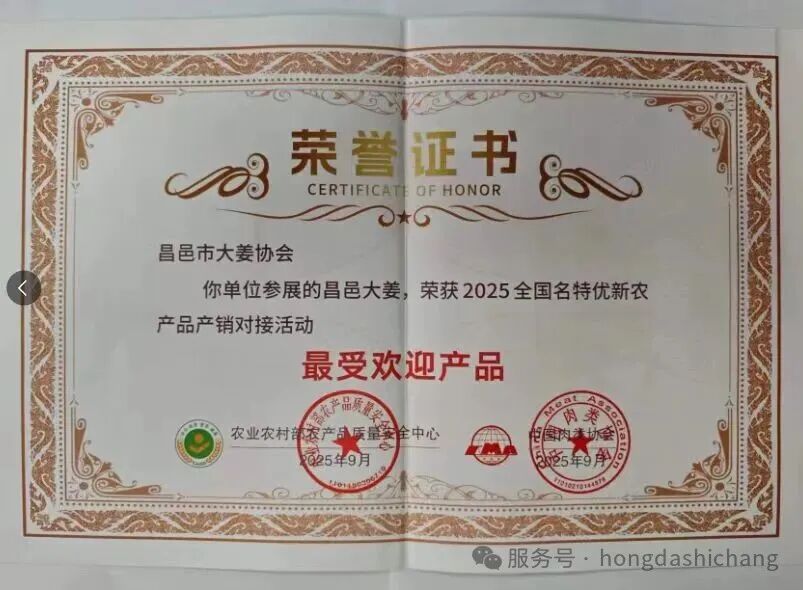 荣誉证书
CERTIFICATE OF HONOR
昌邑市大姜协会
你单位参展的昌邑大姜，荣获2025全国名特优新农
产品产销对接活动
最受欢迎产品
农业农村部农产品质量安全中心
2025年9月
CMA
中国肉类协会
2025年9月
China Meat Association
服务号 · hongdashichang